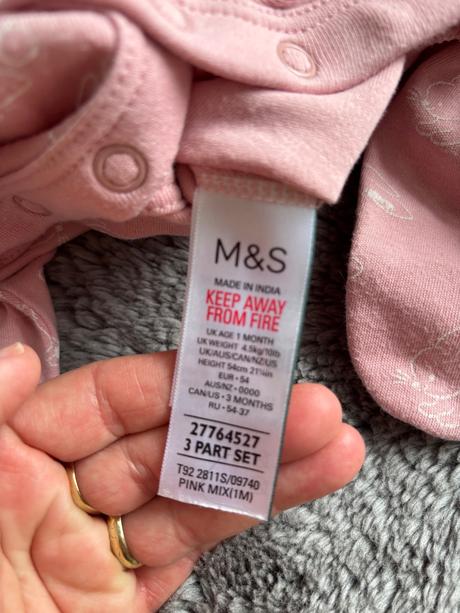 M&S
MADE IN INDIA
KEEP AWAY
FROM FIRE
UK AGE 1 MONTH
UK WEIGHT 4.5kg/10lb
UK/AUS/CAN/NZ/US
HEIGHT 54cm 21¼in
EUR • 54
AUS/NZ • 0000
CAN/US • 3 MONTHS
RU • 54-37
27764527
3 PART SET
T92 2811S/09740
PINK MIX(1M)